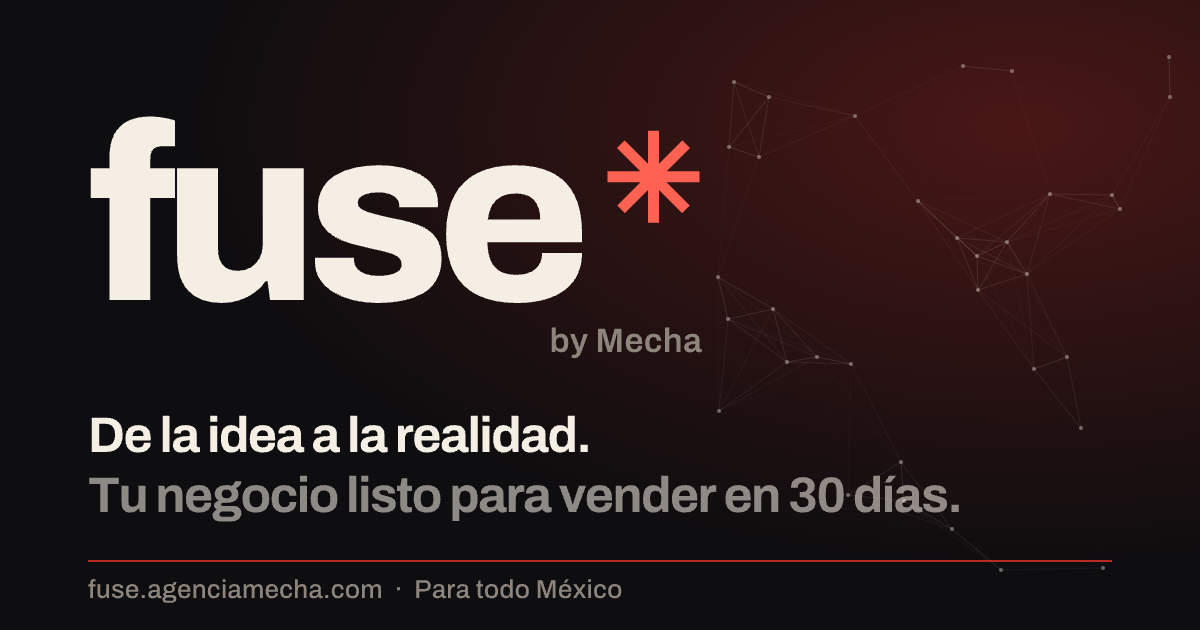 fuse*
by Mecha
De la idea a la realidad.
Tu negocio listo para vender en 30 días.
fuse.agenciamecha.com · Para todo México